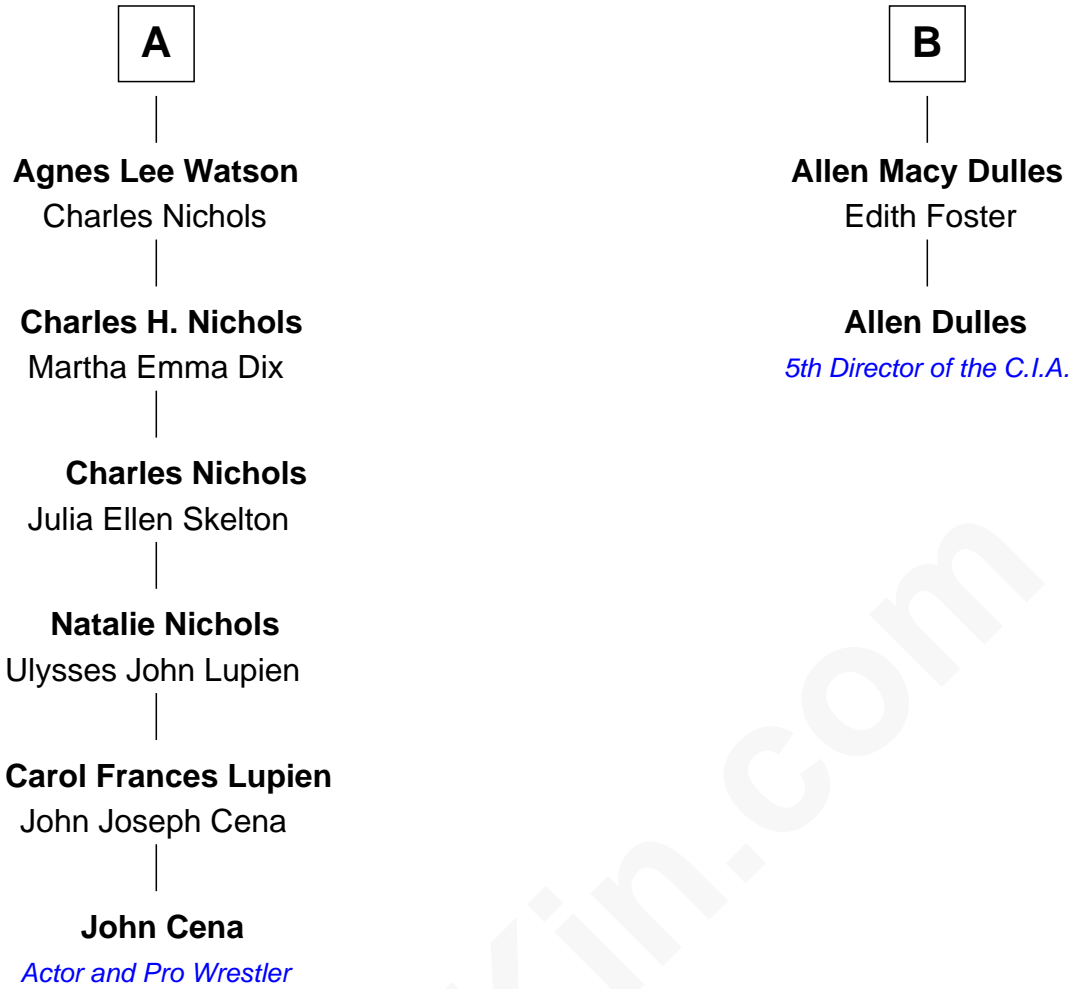 A
Agnes Lee Watson
Charles Nichols
Charles H. Nichols
Martha Emma Dix
Charles Nichols
Julia Ellen Skelton
Natalie Nichols
Ulysses John Lupien
Carol Frances Lupien
John Joseph Cena
John Cena
Actor and Pro Wrestler
B
Allen Macy Dulles
Edith Foster
Allen Dulles
5th Director of the C.I.A.
Kin.com